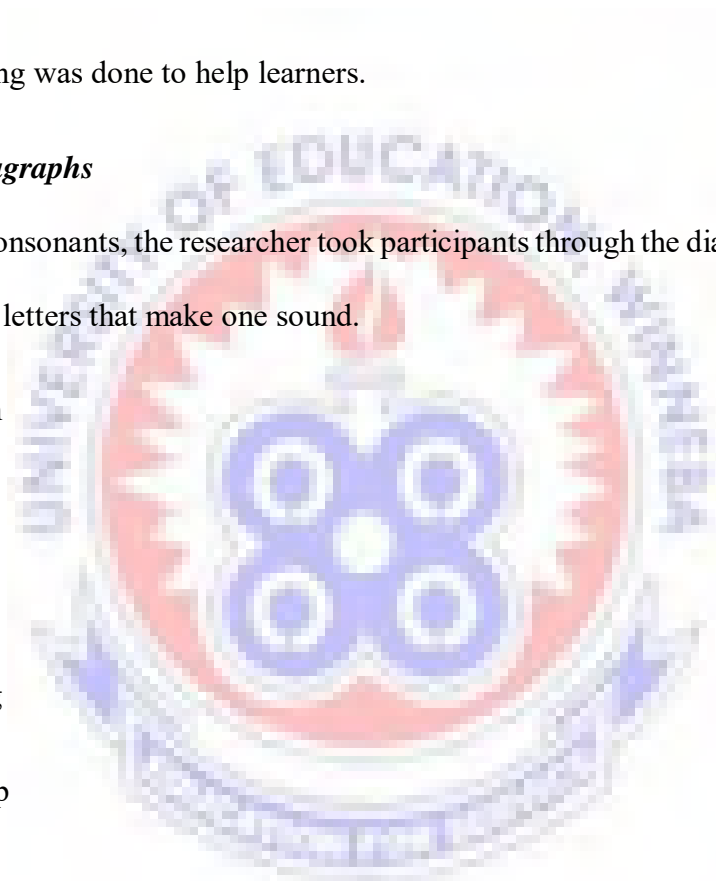 ng was done to help learners.
agraphs
onsonants, the researcher took participants through the dia
letters that make one sound.
UNIVERSITY OF EDUCATION, WINNEBA
p